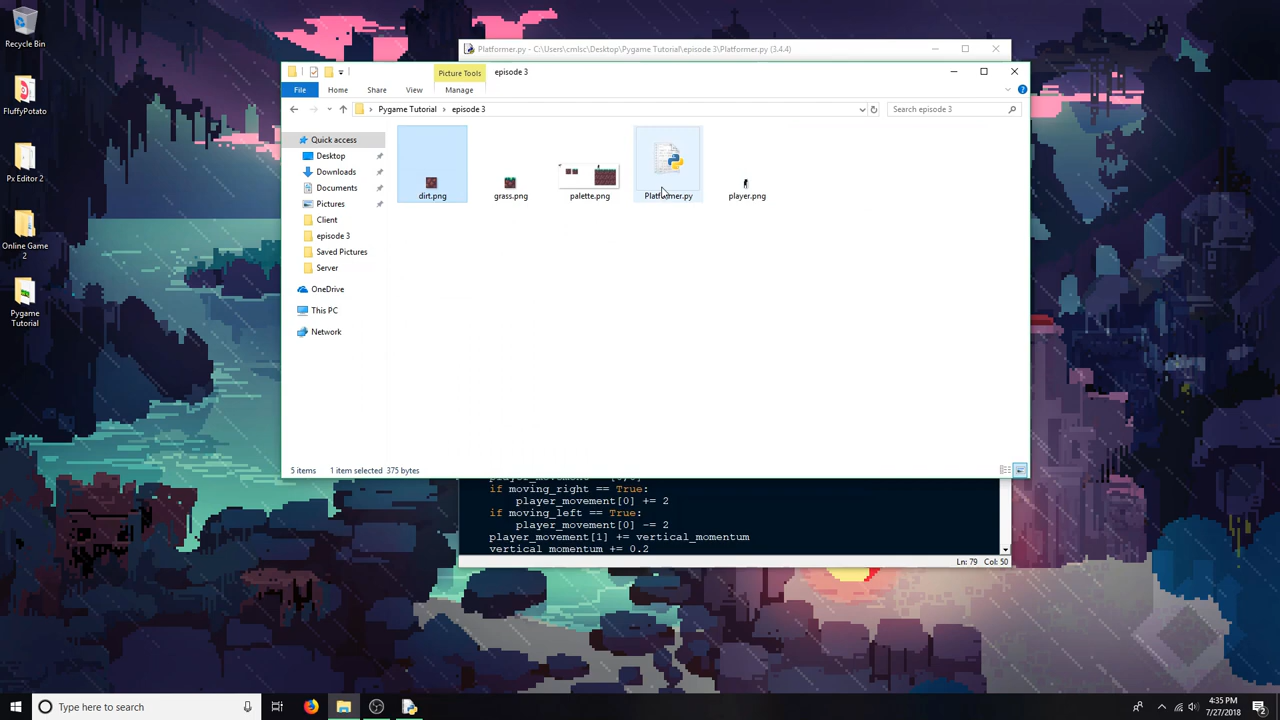 Recycle Bin
FluffyPotato
Px Editor 2
Online Game
2
Pygame
Tutorial
Platformer.py - C:\Users\cmlsc\Desktop\Pygame Tutorial\episode 3\Platformer.py (3.4.4)
Picture Tools
episode 3
File
Home
Share
View
Manage
Pygame Tutorial
episode 3
Search episode 3
Quick access
Desktop
Downloads
Documents
Pictures
Client
episode 3
Saved Pictures
Server
OneDrive
This PC
Network
dirt.png
grass.png
palette.png
Platformer.py
player.png
5 items
1 item selected 375 bytes
if moving_right == True:
player_movement[0] += 2
if moving_left == True:
player_movement[0] -= 2
player_movement[1] += vertical_momentum
vertical_momentum += 0.2
Ln: 79 Col: 50
Type here to search
4:35 PM
7/27/2018
2